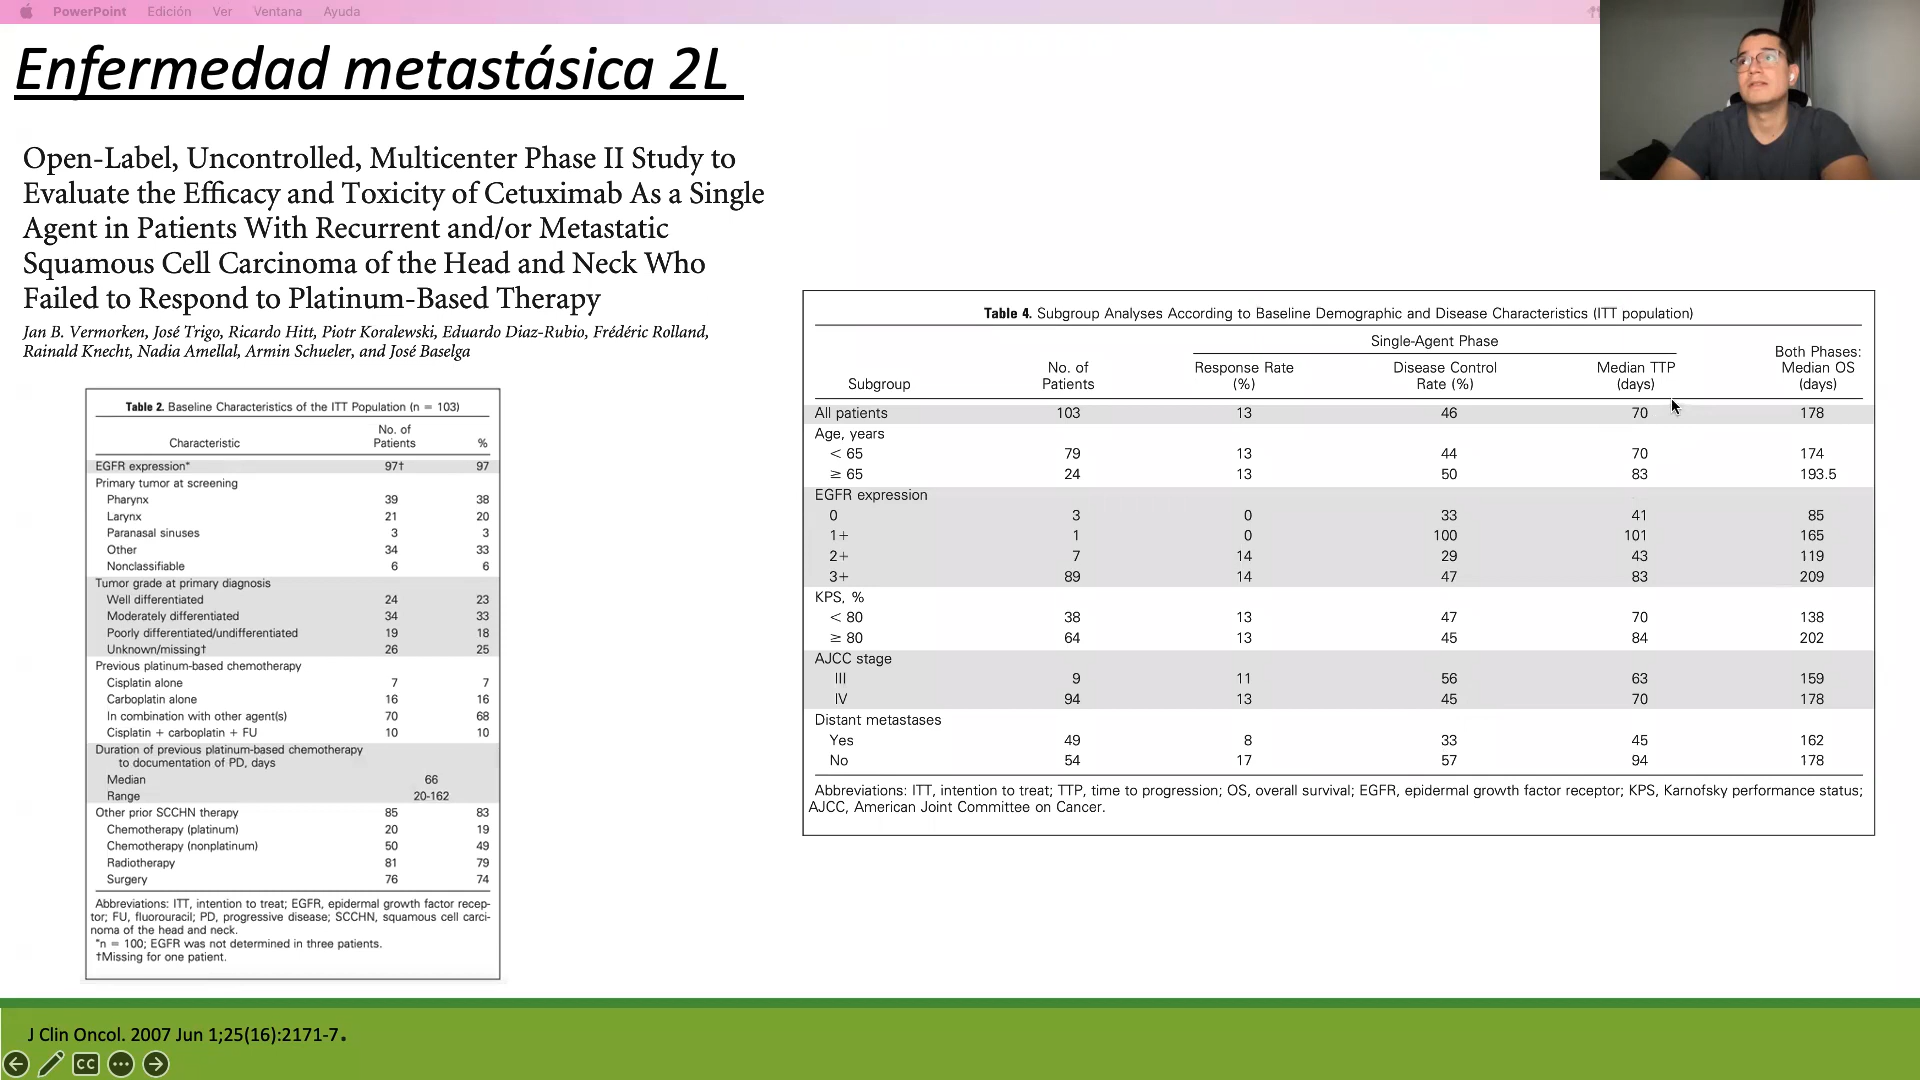 PowerPoint Edición Ver Ventana Ayuda
Enfermedad metastásica 2L
Open-Label, Uncontrolled, Multicenter Phase II Study to
Evaluate the Efficacy and Toxicity of Cetuximab As a Single
Agent in Patients With Recurrent and/or Metastatic
Squamous Cell Carcinoma of the Head and Neck Who
Failed to Respond to Platinum-Based Therapy
Jan B. Vermorken, José Trigo, Ricardo Hitt, Piotr Koralewski, Eduardo Diaz-Rubio, Frédéric Rolland,
Rainald Knecht, Nadia Amellal, Armin Schueler, and José Baselga
Table 2. Baseline Characteristics of the ITT Population (n = 103)
Characteristic No. of Patients %
EGFR expression* 97† 97
Primary tumor at screening
Pharynx 39 38
Larynx 21 20
Paranasal sinuses 3 3
Other 34 33
Nonclassifiable 6 6
Tumor grade at primary diagnosis
Well differentiated 24 23
Moderately differentiated 34 33
Poorly differentiated/undifferentiated 19 18
Unknown/missing† 26 25
Previous platinum-based chemotherapy
Cisplatin alone 7 7
Carboplatin alone 16 16
In combination with other agent(s) 70 68
Cisplatin + carboplatin + FU 10 10
Duration of previous platinum-based chemotherapy
to documentation of PD, days
Median 66
Range 20-162
Other prior SCCHN therapy 85 83
Chemotherapy (platinum) 20 19
Chemotherapy (nonplatinum) 50 49
Radiotherapy 81 79
Surgery 76 74
Abbreviations: ITT, intention to treat; EGFR, epidermal growth factor recep-
tor; FU, fluorouracil; PD, progressive disease; SCCHN, squamous cell carci-
noma of the head and neck.
*n = 100; EGFR was not determined in three patients.
†Missing for one patient.
Table 4. Subgroup Analyses According to Baseline Demographic and Disease Characteristics (ITT population)
Single-Agent Phase
Subgroup No. of Patients Response Rate (%) Disease Control Rate (%) Median TTP (days) Both Phases: Median OS (days)
All patients 103 13 46 70 178
Age, years
< 65 79 13 44 70 174
≥ 65 24 13 50 83 193.5
EGFR expression
0 3 0 33 41 85
1+ 1 0 100 101 165
2+ 7 14 29 43 119
3+ 89 14 47 83 209
KPS, %
< 80 38 13 47 70 138
≥ 80 64 13 45 84 202
AJCC stage
III 9 11 56 63 159
IV 94 13 45 70 178
Distant metastases
Yes 49 8 33 45 162
No 54 17 57 94 178
Abbreviations: ITT, intention to treat; TTP, time to progression; OS, overall survival; EGFR, epidermal growth factor receptor; KPS, Karnofsky performance status;
AJCC, American Joint Committee on Cancer.
J Clin Oncol. 2007 Jun 1;25(16):2171-7.
CC